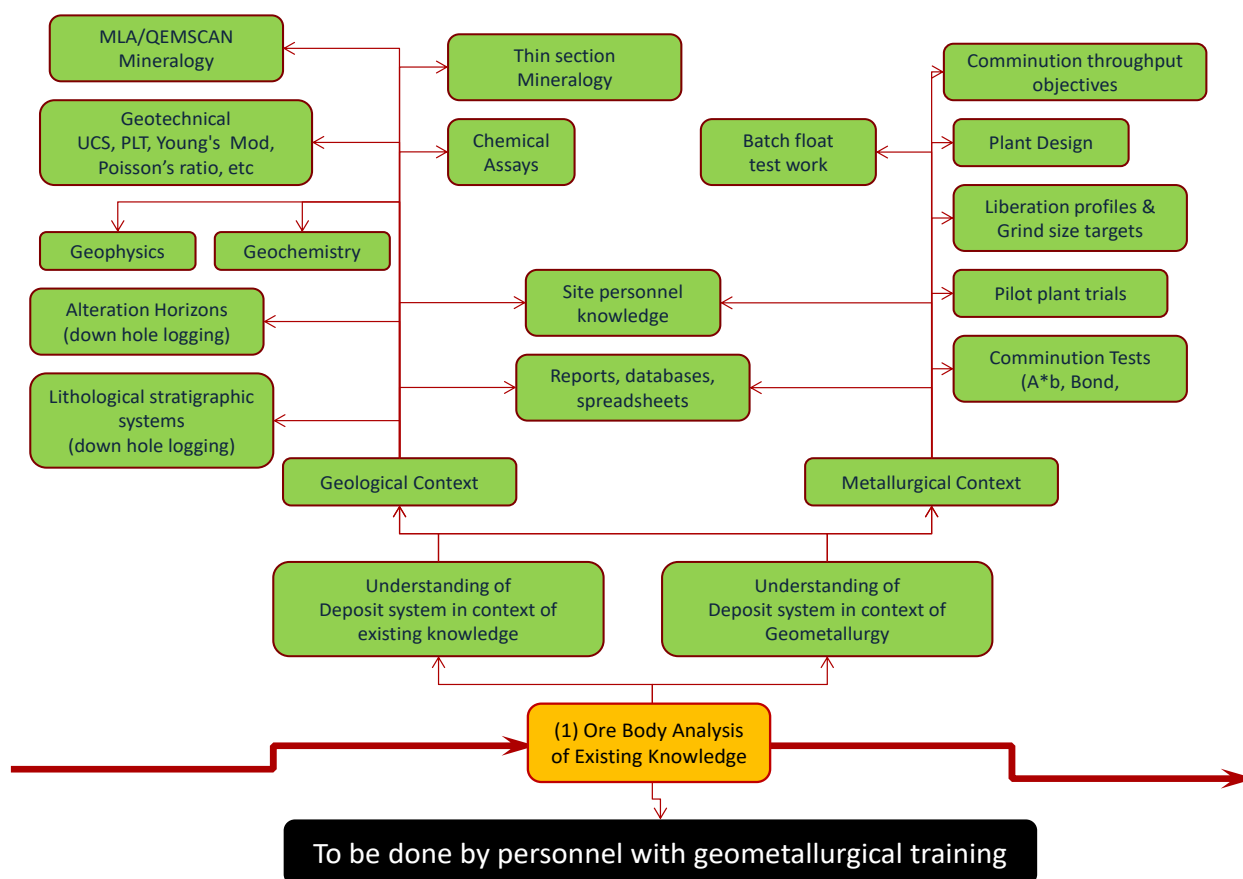 MLA/QEMSCAN
Mineralogy
Thin section
Mineralogy
Comminution throughput
objectives
Geotechnical
UCS, PLT, Young's Mod,
Poisson’s ratio, etc
Chemical
Assays
Batch float
test work
Plant Design
Geophysics
Geochemistry
Liberation profiles &
Grind size targets
Alteration Horizons
(down hole logging)
Site personnel
knowledge
Pilot plant trials
Lithological stratigraphic
systems
(down hole logging)
Reports, databases,
spreadsheets
Comminution Tests
(A*b, Bond,
Geological Context
Metallurgical Context
Understanding of
Deposit system in context of
existing knowledge
Understanding of
Deposit system in context of
Geometallurgy
(1) Ore Body Analysis
of Existing Knowledge
To be done by personnel with geometallurgical training